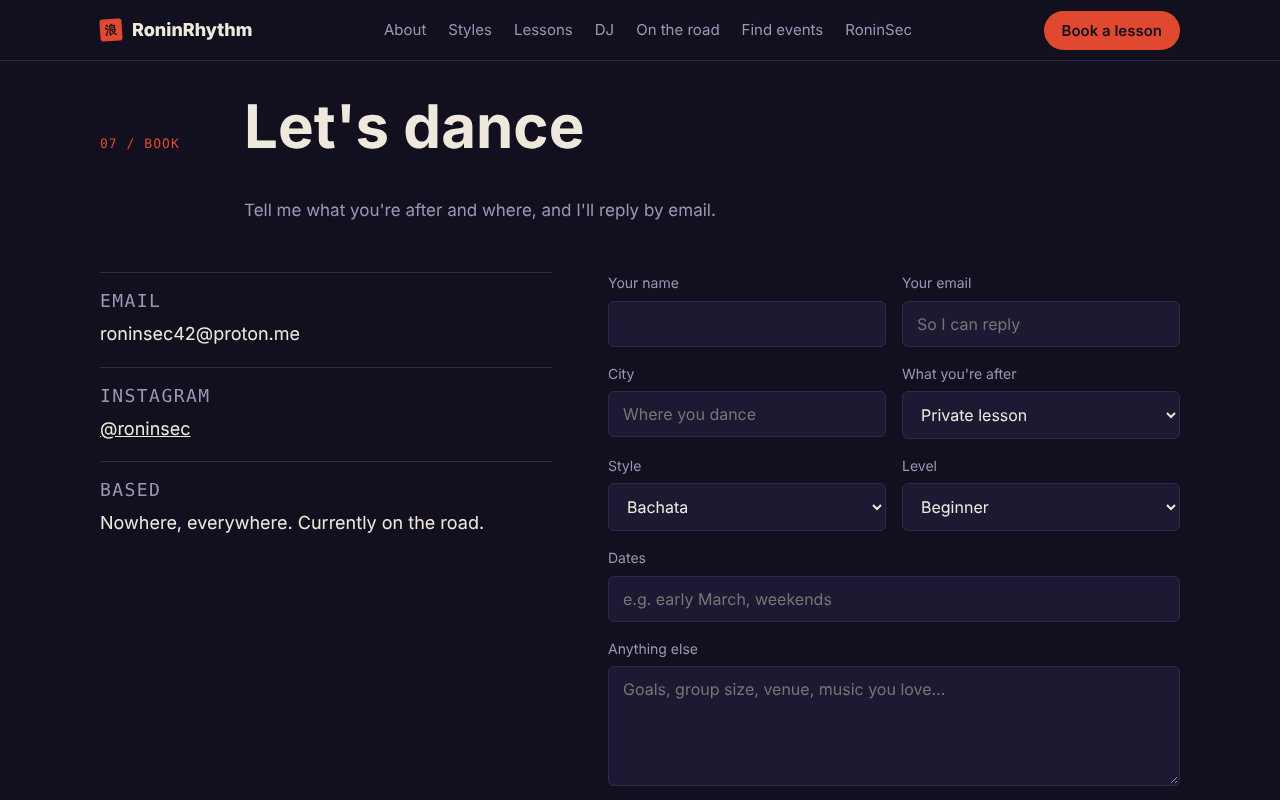 浪 RoninRhythm
About Styles Lessons DJ On the road Find events RoninSec
Book a lesson
07 / BOOK
Let's dance
Tell me what you're after and where, and I'll reply by email.
EMAIL
roninsec42@proton.me
INSTAGRAM
@roninsec
BASED
Nowhere, everywhere. Currently on the road.
Your name
Your email
So I can reply
City
Where you dance
What you're after
Private lesson
Style
Bachata
Level
Beginner
Dates
e.g. early March, weekends
Anything else
Goals, group size, venue, music you love...